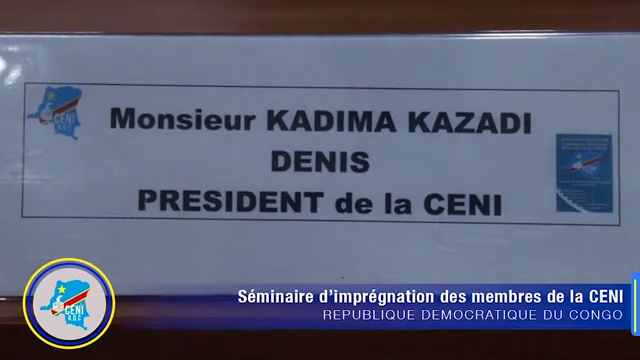 CENI
R.D.C
Monsieur KADIMA KAZADI
DENIS
PRESIDENT de la CENI
Séminaire d’imprégnation des membres de la CENI
REPUBLIQUE DEMOCRATIQUE DU CONGO
CENI
R.D.C